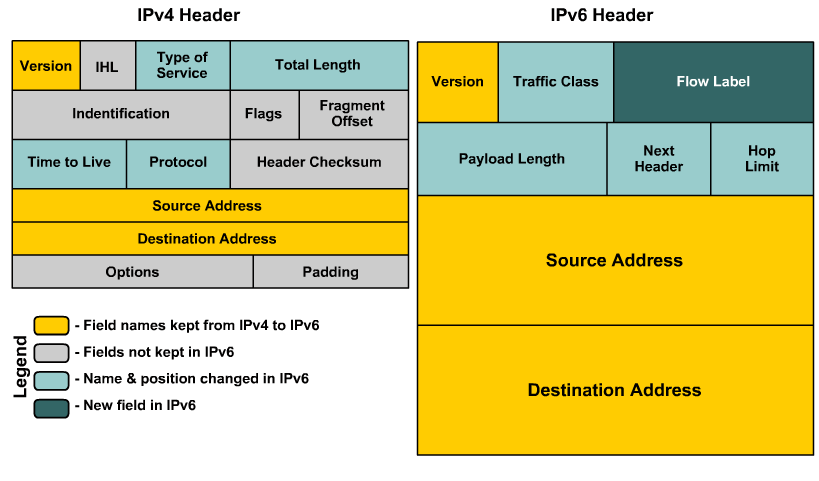 IPv4 Header
Version
IHL
Type of
Service
Total Length
Indentification
Flags
Fragment
Offset
Time to Live
Protocol
Header Checksum
Source Address
Destination Address
Options
Padding
Legend
- Field names kept from IPv4 to IPv6
- Fields not kept in IPv6
- Name & position changed in IPv6
- New field in IPv6
IPv6 Header
Version
Traffic Class
Flow Label
Payload Length
Next
Header
Hop
Limit
Source Address
Destination Address